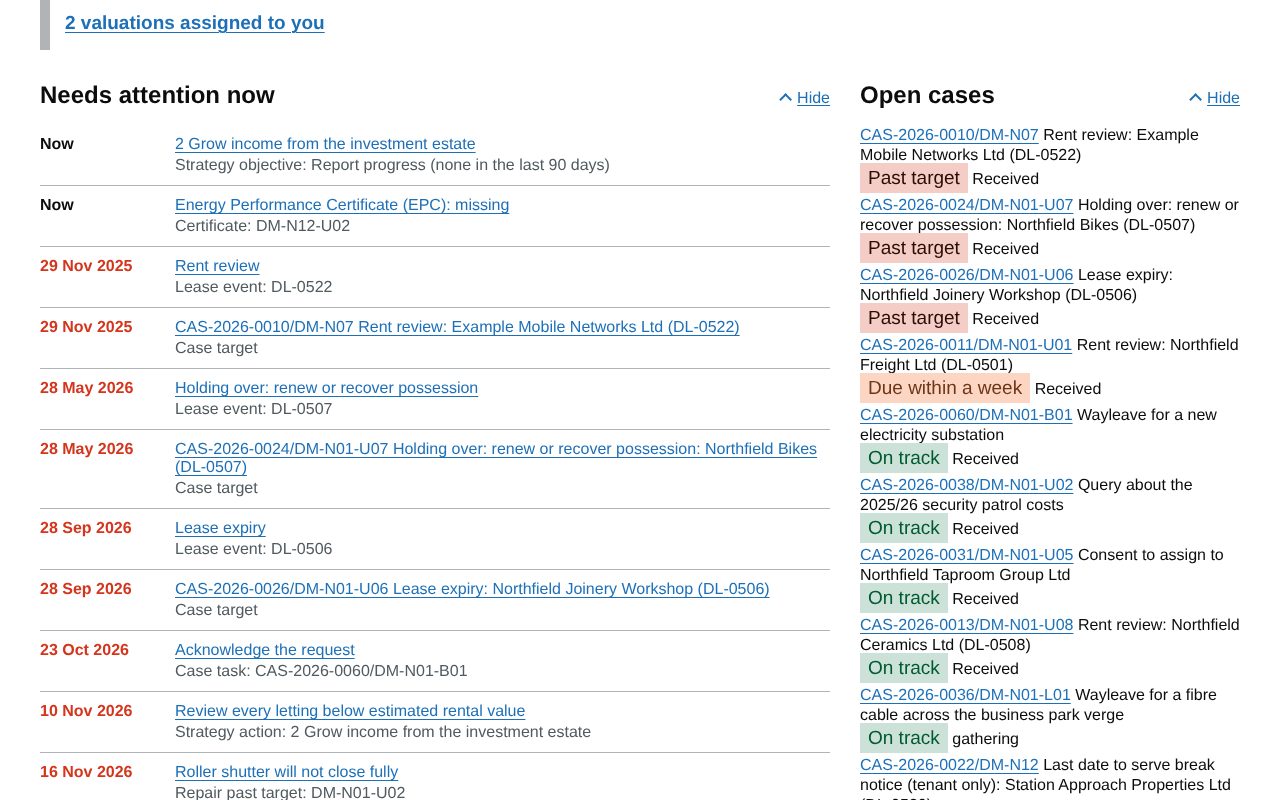 2 valuations assigned to you
Needs attention now
Hide
Now
2 Grow income from the investment estate
Strategy objective: Report progress (none in the last 90 days)
Now
Energy Performance Certificate (EPC): missing
Certificate: DM-N12-U02
29 Nov 2025
Rent review
Lease event: DL-0522
29 Nov 2025
CAS-2026-0010/DM-N07 Rent review: Example Mobile Networks Ltd (DL-0522)
Case target
28 May 2026
Holding over: renew or recover possession
Lease event: DL-0507
28 May 2026
CAS-2026-0024/DM-N01-U07 Holding over: renew or recover possession: Northfield Bikes
(DL-0507)
Case target
28 Sep 2026
Lease expiry
Lease event: DL-0506
28 Sep 2026
CAS-2026-0026/DM-N01-U06 Lease expiry: Northfield Joinery Workshop (DL-0506)
Case target
23 Oct 2026
Acknowledge the request
Case task: CAS-2026-0060/DM-N01-B01
10 Nov 2026
Review every letting below estimated rental value
Strategy action: 2 Grow income from the investment estate
16 Nov 2026
Roller shutter will not close fully
Repair past target: DM-N01-U02
Open cases
Hide
CAS-2026-0010/DM-N07 Rent review: Example
Mobile Networks Ltd (DL-0522)
Past target Received
CAS-2026-0024/DM-N01-U07 Holding over: renew or
recover possession: Northfield Bikes (DL-0507)
Past target Received
CAS-2026-0026/DM-N01-U06 Lease expiry:
Northfield Joinery Workshop (DL-0506)
Past target Received
CAS-2026-0011/DM-N01-U01 Rent review: Northfield
Freight Ltd (DL-0501)
Due within a week Received
CAS-2026-0060/DM-N01-B01 Wayleave for a new
electricity substation
On track Received
CAS-2026-0038/DM-N01-U02 Query about the
2025/26 security patrol costs
On track Received
CAS-2026-0031/DM-N01-U05 Consent to assign to
Northfield Taproom Group Ltd
On track Received
CAS-2026-0013/DM-N01-U08 Rent review: Northfield
Ceramics Ltd (DL-0508)
On track Received
CAS-2026-0036/DM-N01-L01 Wayleave for a fibre
cable across the business park verge
On track gathering
CAS-2026-0022/DM-N12 Last date to serve break
notice (tenant only): Station Approach Properties Ltd